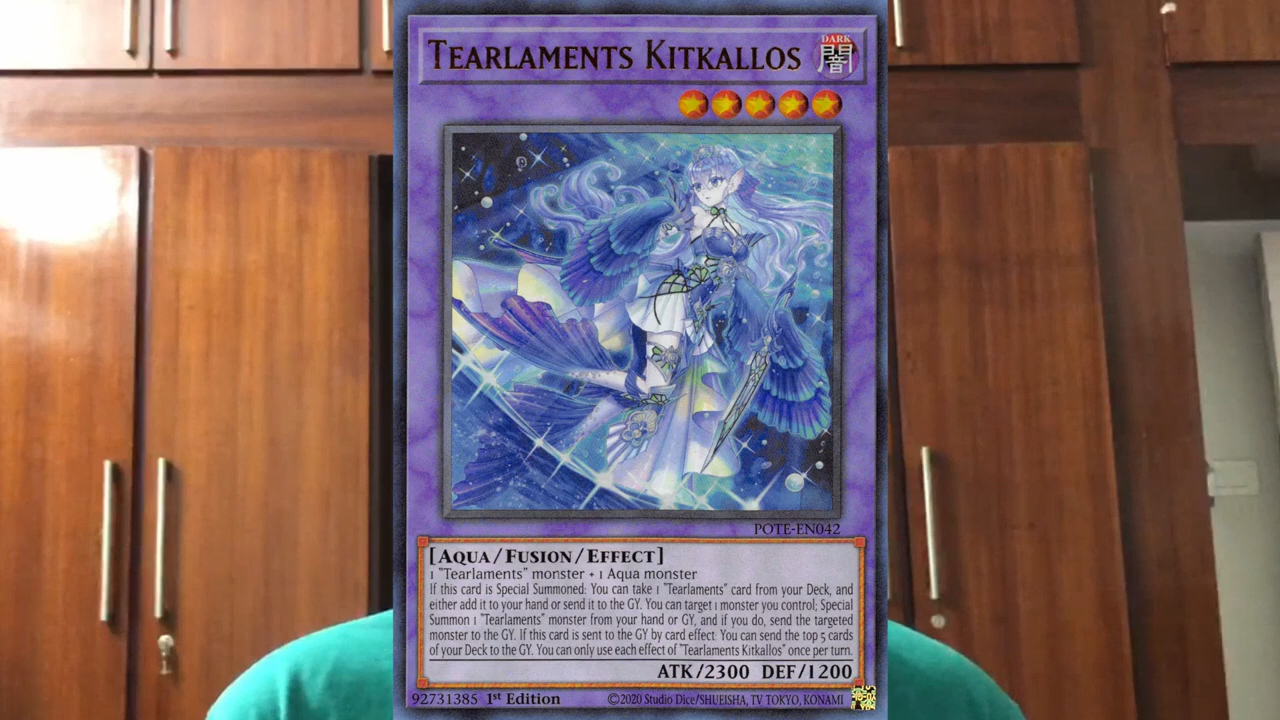 TEARLAMENTS KITKALLOS
DARK
闇
POTE-EN042
[AQUA/FUSION/EFFECT]
1 "Tearlaments" monster + 1 Aqua monster
If this card is Special Summoned: You can take 1 "Tearlaments" card from your Deck, and
either add it to your hand or send it to the GY. You can target 1 monster you control; Special
Summon 1 "Tearlaments" monster from your hand or GY, and if you do, send the targeted
monster to the GY. If this card is sent to the GY by card effect: You can send the top 5 cards
of your Deck to the GY. You can only use each effect of "Tearlaments Kitkallos" once per turn.
ATK/2300 DEF/1200
92731385 1st Edition ©2020 Studio Dice/SHUEISHA, TV TOKYO, KONAMI